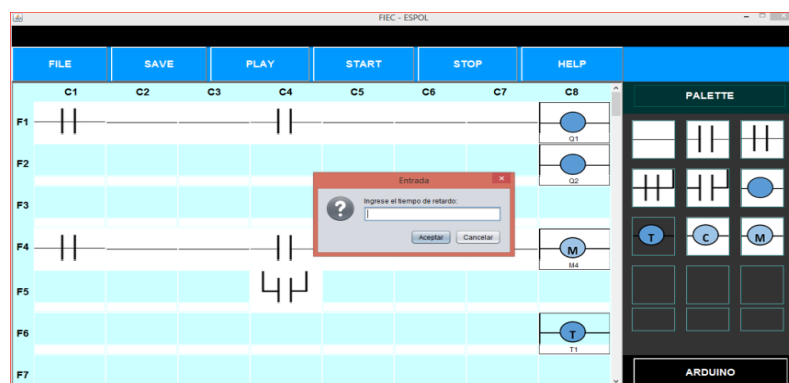 FIEC - ESPOL
FILE SAVE PLAY START STOP HELP
C1 C2 C3 C4 C5 C6 C7 C8
PALETTE
F1
Q1
F2
Q2
Entrada
Ingrese el tiempo de retardo:
Aceptar Cancelar
F3
T C M
F4
M
M4
F5
F6
T
T1
F7
ARDUINO